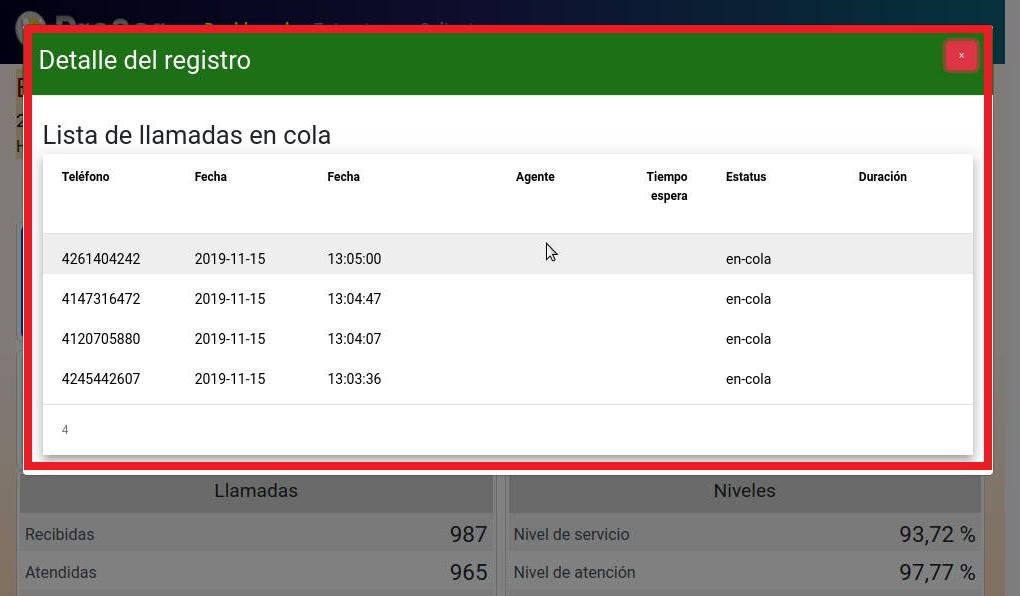 Detalle del registro
×
Lista de llamadas en cola
Teléfono Fecha Fecha Agente Tiempo espera Estatus Duración
4261404242 2019-11-15 13:05:00 en-cola
4147316472 2019-11-15 13:04:47 en-cola
4120705880 2019-11-15 13:04:07 en-cola
4245442607 2019-11-15 13:03:36 en-cola
4
Llamadas Niveles
Recibidas 987 Nivel de servicio 93,72 %
Atendidas 965 Nivel de atención 97,77 %